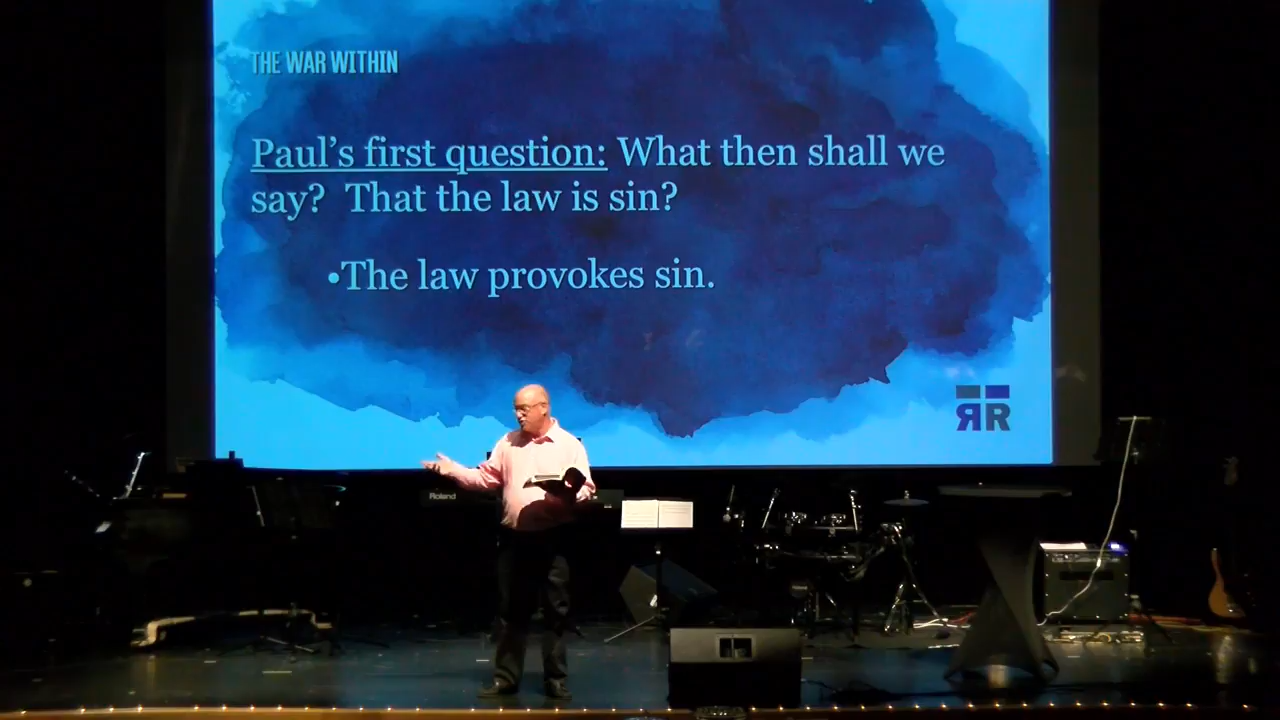 THE WAR WITHIN
Paul's first question: What then shall we
say?  That the law is sin?
•The law provokes sin.
RR
Roland